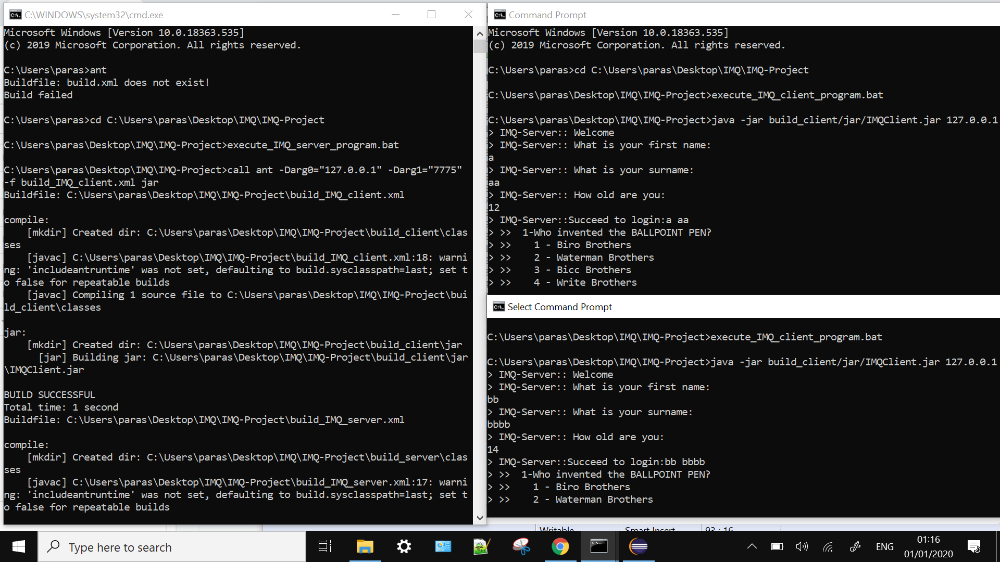 C:\WINDOWS\system32\cmd.exe
Microsoft Windows [Version 10.0.18363.535]
(c) 2019 Microsoft Corporation. All rights reserved.
C:\Users\paras>ant
Buildfile: build.xml does not exist!
Build failed
C:\Users\paras>cd C:\Users\paras\Desktop\IMQ\IMQ-Project
C:\Users\paras\Desktop\IMQ\IMQ-Project>execute_IMQ_server_program.bat
C:\Users\paras\Desktop\IMQ\IMQ-Project>call ant -Darg0="127.0.0.1" -Darg1="7775"
-f build_IMQ_client.xml jar
Buildfile: C:\Users\paras\Desktop\IMQ\IMQ-Project\build_IMQ_client.xml
compile:
    [mkdir] Created dir: C:\Users\paras\Desktop\IMQ\IMQ-Project\build_client\clas
ses
    [javac] C:\Users\paras\Desktop\IMQ\IMQ-Project\build_IMQ_client.xml:18: warni
ng: 'includeantruntime' was not set, defaulting to build.sysclasspath=last; set t
o false for repeatable builds
    [javac] Compiling 1 source file to C:\Users\paras\Desktop\IMQ\IMQ-Project\bui
ld_client\classes
jar:
    [mkdir] Created dir: C:\Users\paras\Desktop\IMQ\IMQ-Project\build_client\jar
      [jar] Building jar: C:\Users\paras\Desktop\IMQ\IMQ-Project\build_client\jar
\IMQClient.jar
BUILD SUCCESSFUL
Total time: 1 second
Buildfile: C:\Users\paras\Desktop\IMQ\IMQ-Project\build_IMQ_server.xml
compile:
    [mkdir] Created dir: C:\Users\paras\Desktop\IMQ\IMQ-Project\build_server\clas
ses
    [javac] C:\Users\paras\Desktop\IMQ\IMQ-Project\build_IMQ_server.xml:17: warni
ng: 'includeantruntime' was not set, defaulting to build.sysclasspath=last; set t
o false for repeatable builds
Command Prompt
Microsoft Windows [Version 10.0.18363.535]
(c) 2019 Microsoft Corporation. All rights reserved.
C:\Users\paras>cd C:\Users\paras\Desktop\IMQ\IMQ-Project
C:\Users\paras\Desktop\IMQ\IMQ-Project>execute_IMQ_client_program.bat
C:\Users\paras\Desktop\IMQ\IMQ-Project>java -jar build_client/jar/IMQClient.jar 127.0.0.1
> IMQ-Server:: Welcome
> IMQ-Server:: What is your first name:
a
> IMQ-Server:: What is your surname:
aa
> IMQ-Server:: How old are you:
12
> IMQ-Server::Succeed to login:a aa
> >>  1-Who invented the BALLPOINT PEN?
> >>    1 - Biro Brothers
> >>    2 - Waterman Brothers
> >>    3 - Bicc Brothers
> >>    4 - Write Brothers
Select Command Prompt
C:\Users\paras\Desktop\IMQ\IMQ-Project>execute_IMQ_client_program.bat
C:\Users\paras\Desktop\IMQ\IMQ-Project>java -jar build_client/jar/IMQClient.jar 127.0.0.1
> IMQ-Server:: Welcome
> IMQ-Server:: What is your first name:
bb
> IMQ-Server:: What is your surname:
bbbb
> IMQ-Server:: How old are you:
14
> IMQ-Server::Succeed to login:bb bbbb
> >>  1-Who invented the BALLPOINT PEN?
> >>    1 - Biro Brothers
> >>    2 - Waterman Brothers
Writable Smart Insert 93 : 16
Type here to search
ENG
01:16
01/01/2020